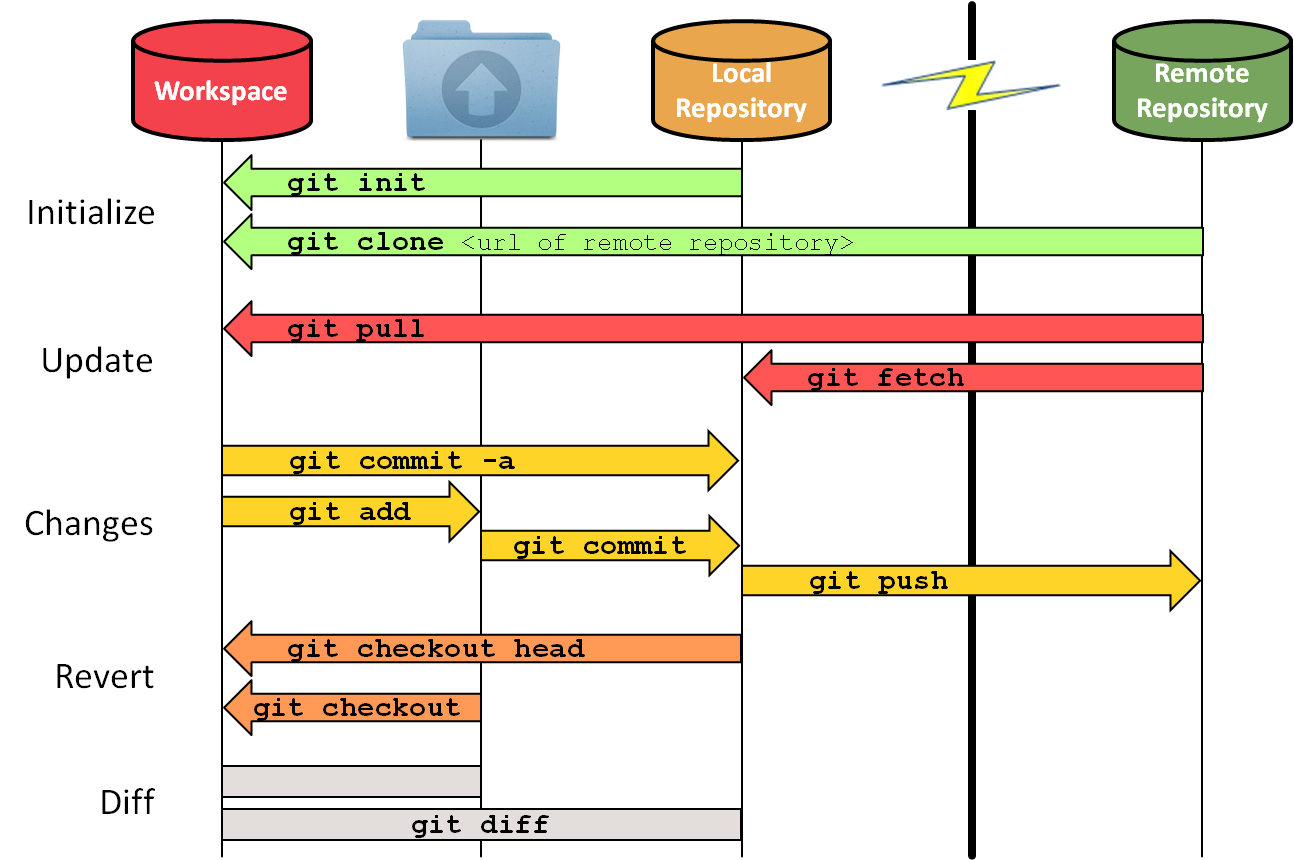 Workspace
Local
Repository
Remote
Repository
Initialize
git init
git clone <url of remote repository>
Update
git pull
git fetch
Changes
git commit -a
git add
git commit
git push
Revert
git checkout head
git checkout
Diff
git diff